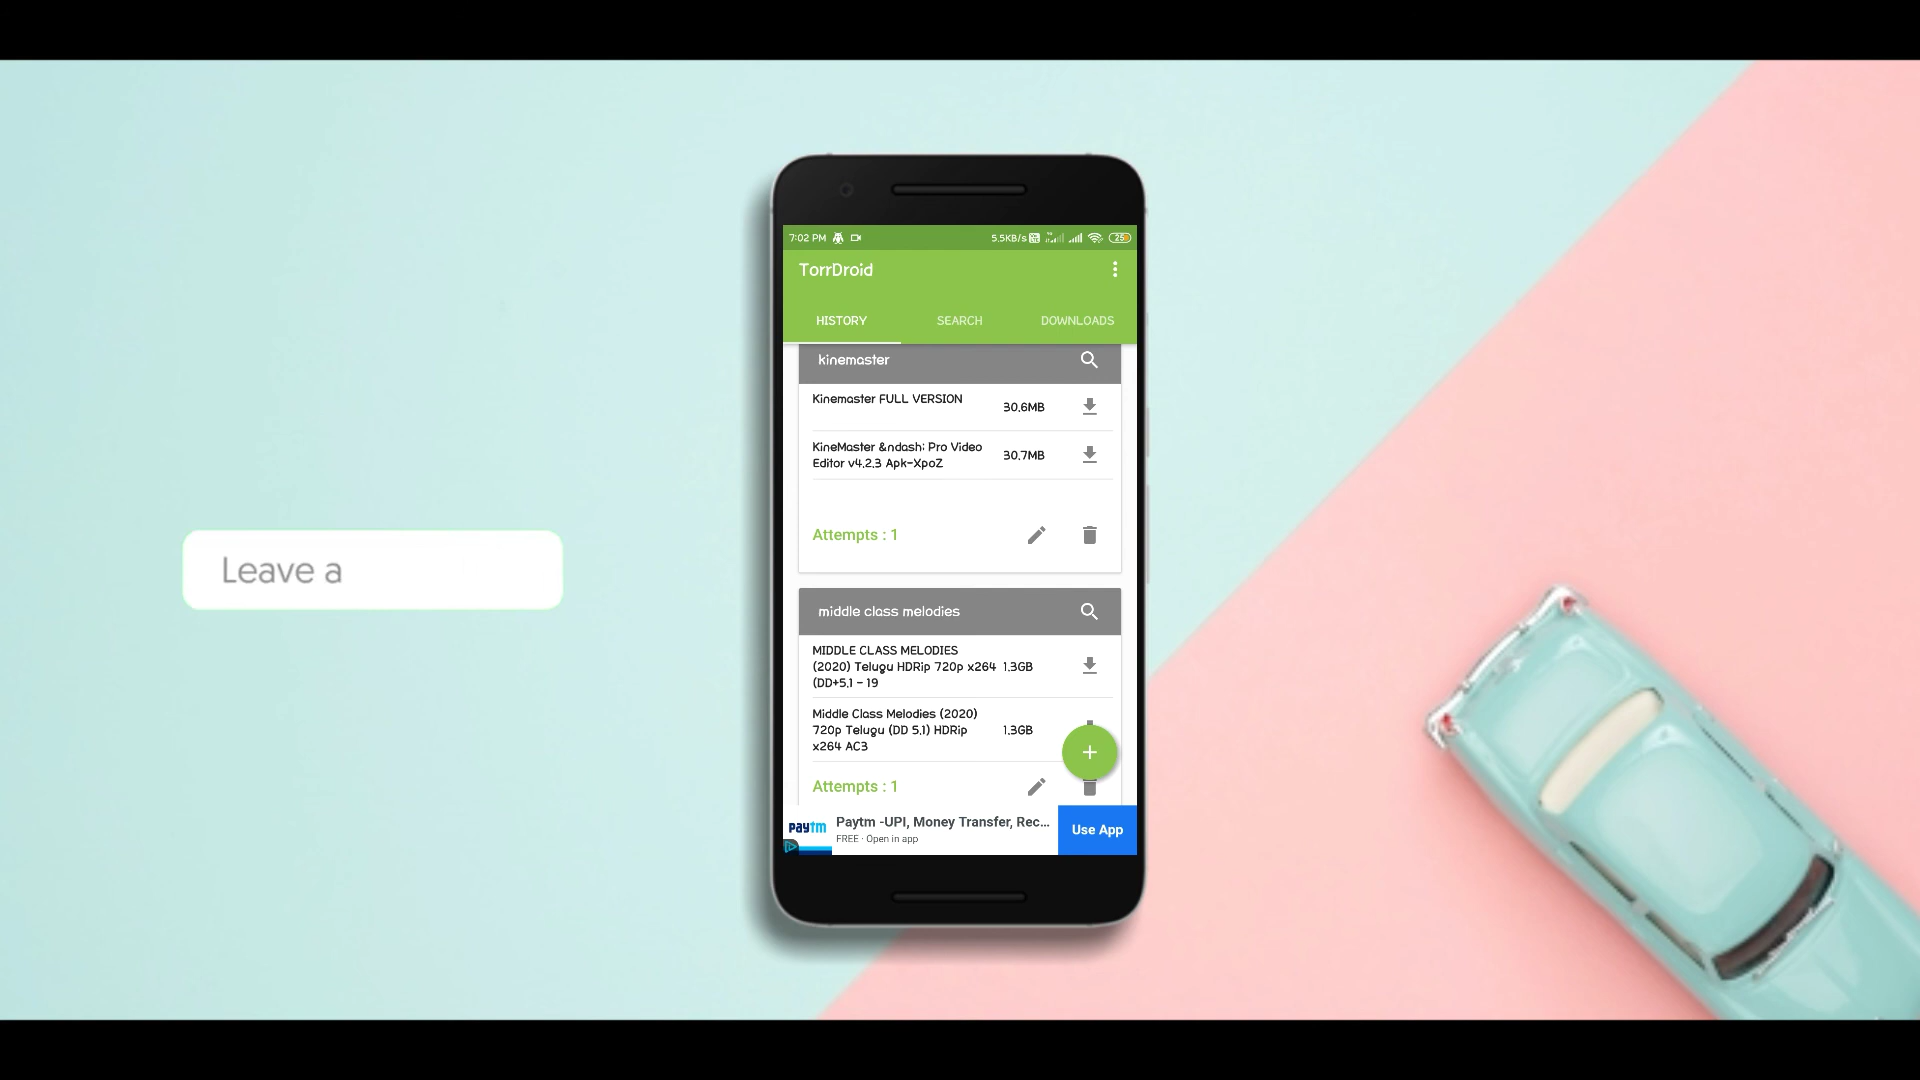 Leave a
7:02 PM 5.5KB/s 25
TorrDroid
HISTORY SEARCH DOWNLOADS
kinemaster
Kinemaster FULL VERSION 30.6MB
KineMaster &ndash; Pro Video
Editor v4.2.3 Apk-XpoZ 30.7MB
Attempts : 1
middle class melodies
MIDDLE CLASS MELODIES
(2020) Telugu HDRip 720p x264 1.3GB
(DD+5.1 - 19
Middle Class Melodies (2020)
720p Telugu (DD 5.1) HDRip 1.3GB
x264 AC3
Attempts : 1
paytm Paytm -UPI, Money Transfer, Rec... Use App
FREE · Open in app